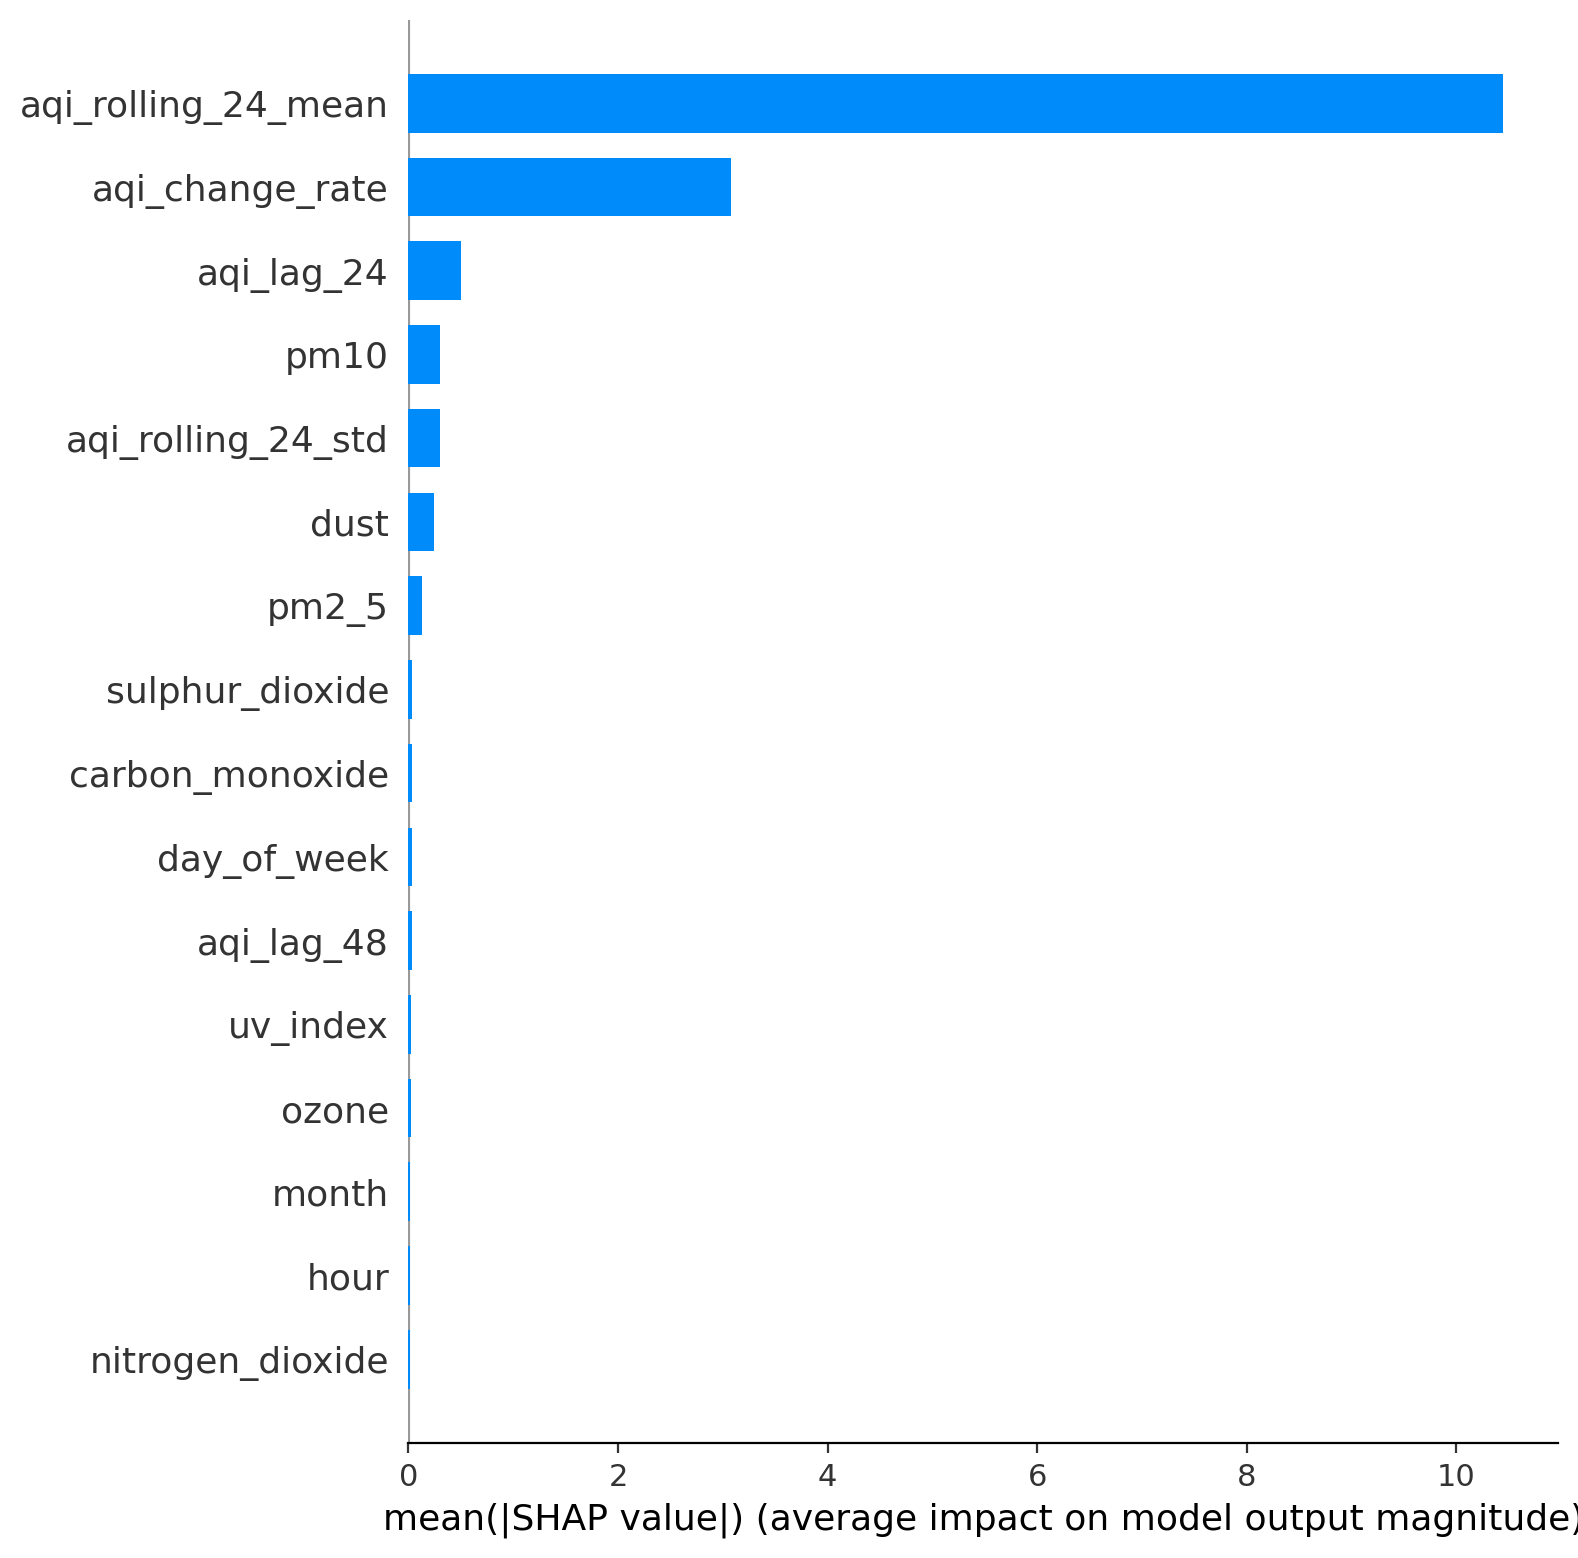 aqi_rolling_24_mean
aqi_change_rate
aqi_lag_24
pm10
aqi_rolling_24_std
dust
pm2_5
sulphur_dioxide
carbon_monoxide
day_of_week
aqi_lag_48
uv_index
ozone
month
hour
nitrogen_dioxide
0 2 4 6 8 10
mean(|SHAP value|) (average impact on model output magnitude)